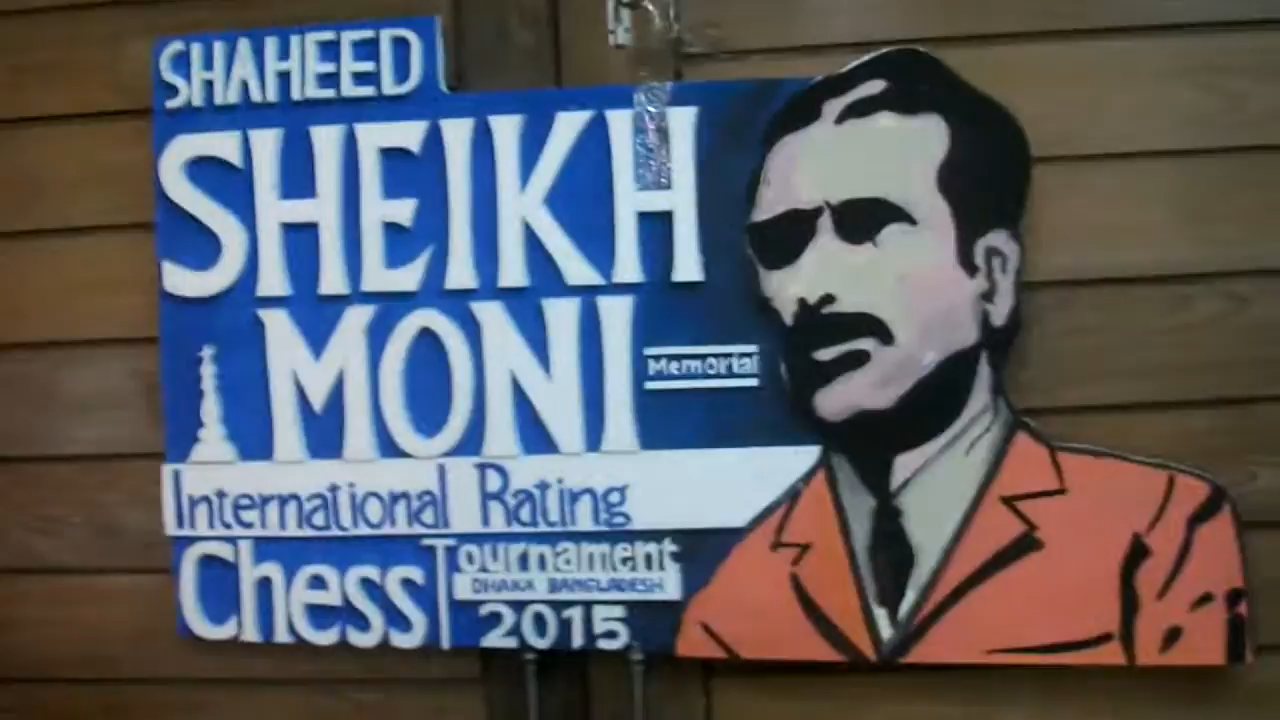 SHAHEED
SHEIKH
MONI
Memorial
International Rating
Chess Tournament
DHAKA BANGLADESH
2015